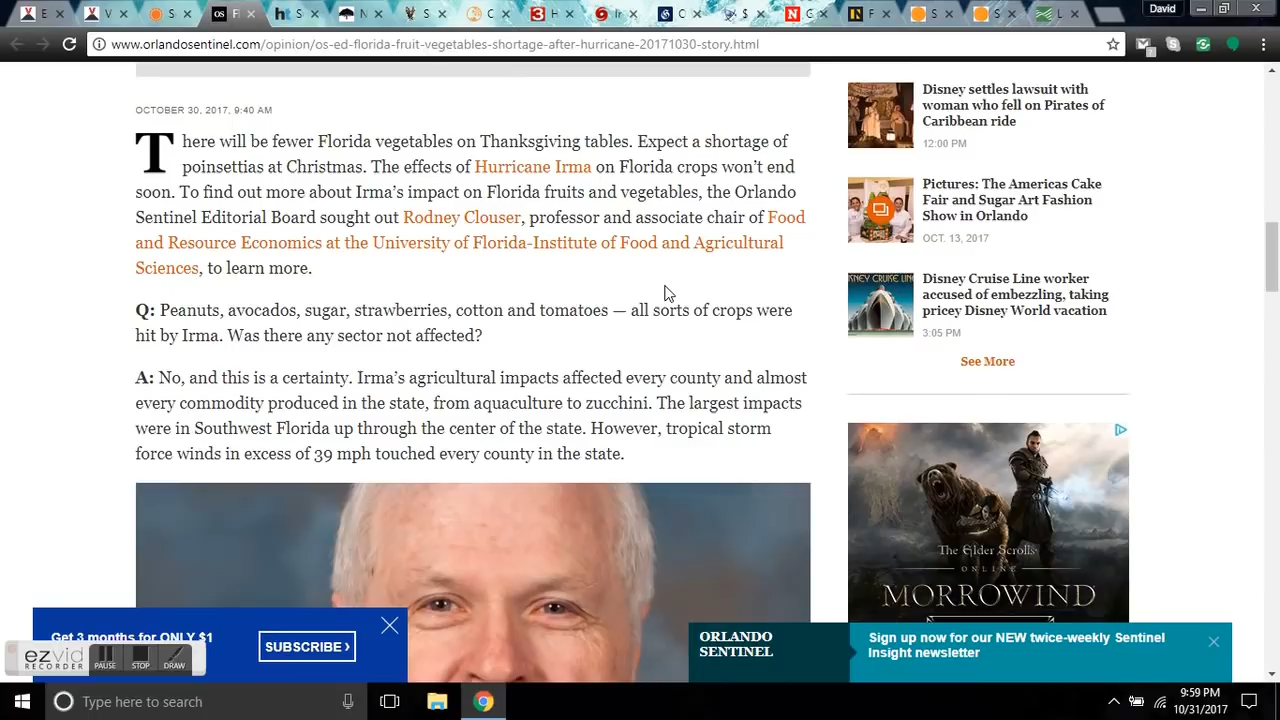 E
V
S
OS Fl
ht S
N
S
C
3 H
Ir
C
S
N C
F
S
S
L
David
www.orlandosentinel.com/opinion/os-ed-florida-fruit-vegetables-shortage-after-hurricane-20171030-story.html
OCTOBER 30, 2017, 9:40 AM
There will be fewer Florida vegetables on Thanksgiving tables. Expect a shortage of
poinsettias at Christmas. The effects of Hurricane Irma on Florida crops won't end
soon. To find out more about Irma's impact on Florida fruits and vegetables, the Orlando
Sentinel Editorial Board sought out Rodney Clouser, professor and associate chair of Food
and Resource Economics at the University of Florida-Institute of Food and Agricultural
Sciences, to learn more.
Q: Peanuts, avocados, sugar, strawberries, cotton and tomatoes — all sorts of crops were
hit by Irma. Was there any sector not affected?
A: No, and this is a certainty. Irma's agricultural impacts affected every county and almost
every commodity produced in the state, from aquaculture to zucchini. The largest impacts
were in Southwest Florida up through the center of the state. However, tropical storm
force winds in excess of 39 mph touched every county in the state.
Disney settles lawsuit with
woman who fell on Pirates of
Caribbean ride
12:00 PM
Pictures: The Americas Cake
Fair and Sugar Art Fashion
Show in Orlando
OCT. 13, 2017
DISNEY CRUISE LINE
Disney Cruise Line worker
accused of embezzling, taking
pricey Disney World vacation
3:05 PM
See More
The Elder Scrolls
ONLINE
MORROWIND
Get 3 months for ONLY $1
SUBSCRIBE ›
ezvid
RECORDER
PAUSE
STOP
DRAW
ORLANDO
SENTINEL
Sign up now for our NEW twice-weekly Sentinel
Insight newsletter
Type here to search
9:59 PM
10/31/2017